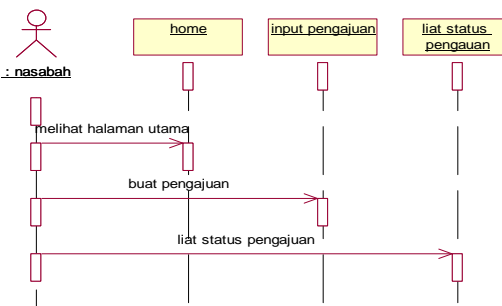 home
input pengajuan
liat status
pengauan
: nasabah
melihat halaman utama
buat pengajuan
liat status pengajuan